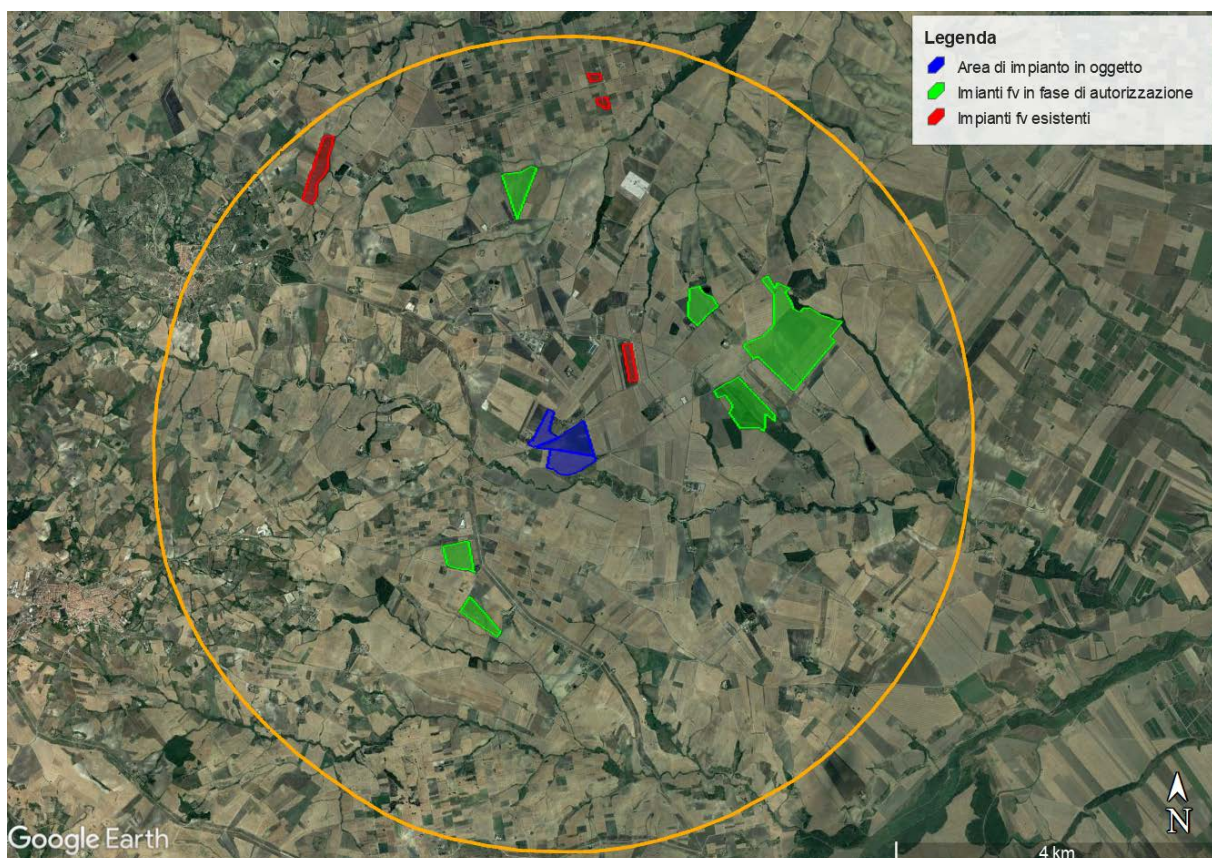 Legenda
Area di impianto in oggetto
Imianti fv in fase di autorizzazione
Impianti fv esistenti
Google Earth
N
4 km